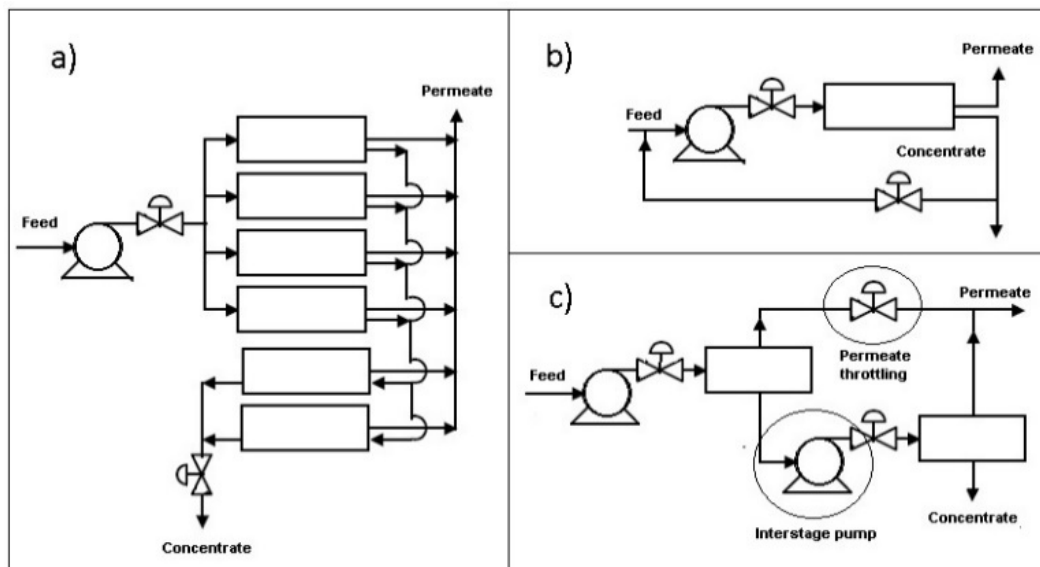 a)
Permeate
Feed
Concentrate
b)
Permeate
Feed
Concentrate
c)
Permeate
Permeate
throttling
Feed
Interstage pump
Concentrate